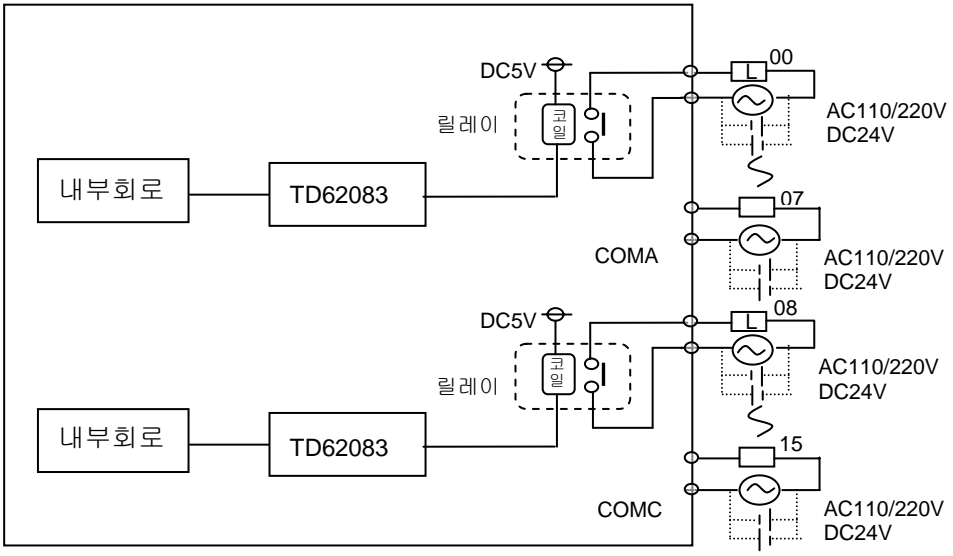 00
DC5V
L
AC110/220V
DC24V
릴레이
코일
내부회로
TD62083
07
COMA
AC110/220V
DC24V
08
DC5V
L
AC110/220V
DC24V
릴레이
코일
내부회로
TD62083
15
COMC
AC110/220V
DC24V